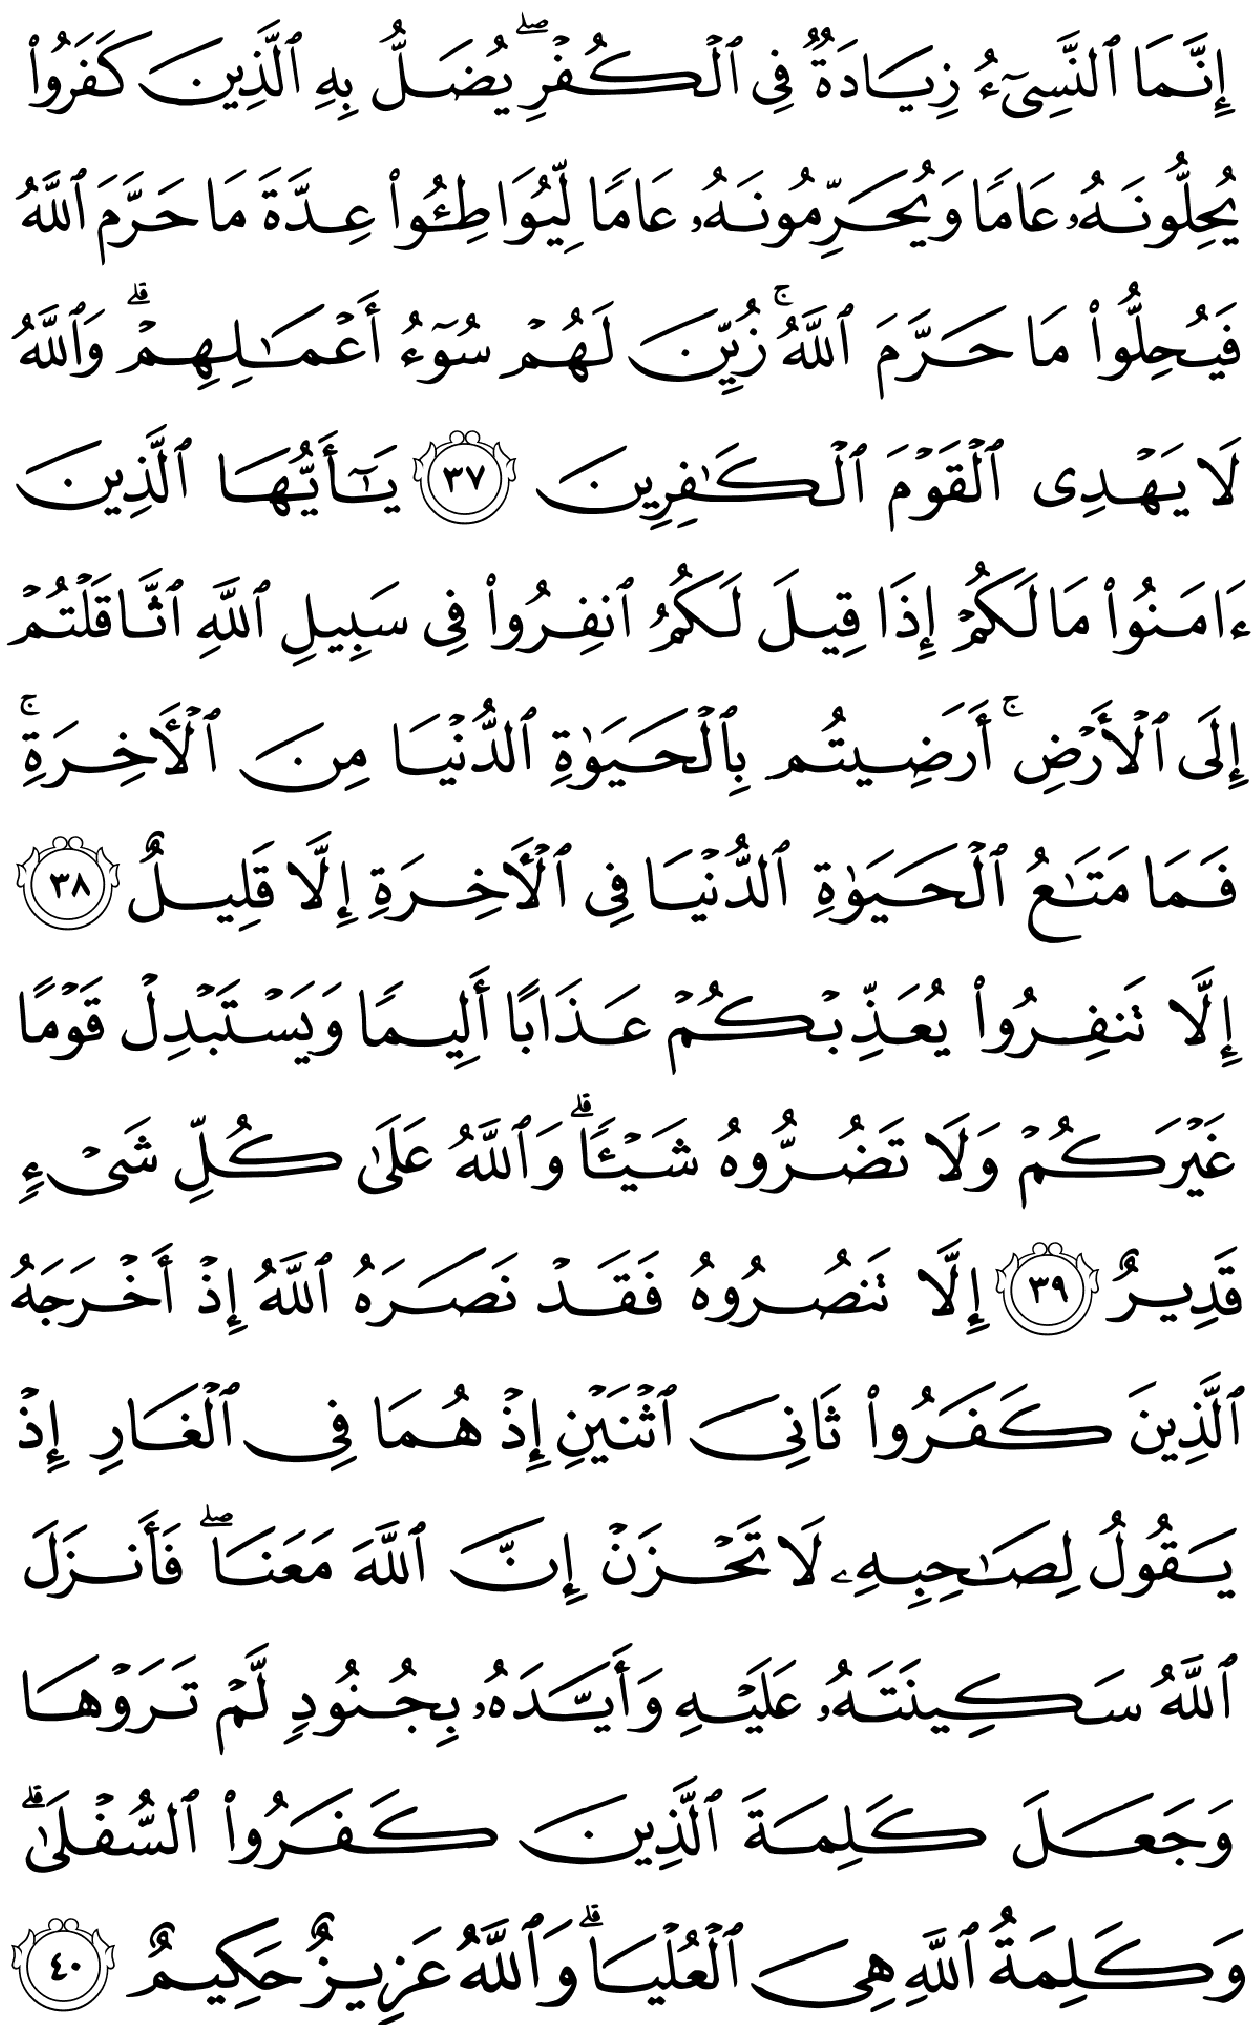 إِنَّمَا ٱلنَّسِىٓءُ زِيَادَةٌ فِى ٱلْكُفْرِ ۖ يُضَلُّ بِهِ ٱلَّذِينَ كَفَرُوا۟
يُحِلُّونَهُۥ عَامًا وَيُحَرِّمُونَهُۥ عَامًا لِّيُوَاطِـُٔوا۟ عِدَّةَ مَا حَرَّمَ ٱللَّهُ
فَيُحِلُّوا۟ مَا حَرَّمَ ٱللَّهُ ۚ زُيِّنَ لَهُمْ سُوٓءُ أَعْمَـٰلِهِمْ ۗ وَٱللَّهُ
لَا يَهْدِى ٱلْقَوْمَ ٱلْكَـٰفِرِينَ ٣٧ يَـٰٓأَيُّهَا ٱلَّذِينَ
ءَامَنُوا۟ مَا لَكُمْ إِذَا قِيلَ لَكُمُ ٱنفِرُوا۟ فِى سَبِيلِ ٱللَّهِ ٱثَّاقَلْتُمْ
إِلَى ٱلْأَرْضِ ۚ أَرَضِيتُم بِٱلْحَيَوٰةِ ٱلدُّنْيَا مِنَ ٱلْـَٔاخِرَةِ ۚ
فَمَا مَتَـٰعُ ٱلْحَيَوٰةِ ٱلدُّنْيَا فِى ٱلْـَٔاخِرَةِ إِلَّا قَلِيلٌ ٣٨
إِلَّا تَنفِرُوا۟ يُعَذِّبْكُمْ عَذَابًا أَلِيمًا وَيَسْتَبْدِلْ قَوْمًا
غَيْرَكُمْ وَلَا تَضُرُّوهُ شَيْـًٔا ۗ وَٱللَّهُ عَلَىٰ كُلِّ شَىْءٍ
قَدِيرٌ ٣٩ إِلَّا تَنصُرُوهُ فَقَدْ نَصَرَهُ ٱللَّهُ إِذْ أَخْرَجَهُ
ٱلَّذِينَ كَفَرُوا۟ ثَانِىَ ٱثْنَيْنِ إِذْ هُمَا فِى ٱلْغَارِ إِذْ
يَقُولُ لِصَـٰحِبِهِۦ لَا تَحْزَنْ إِنَّ ٱللَّهَ مَعَنَا ۖ فَأَنزَلَ
ٱللَّهُ سَكِينَتَهُۥ عَلَيْهِ وَأَيَّدَهُۥ بِجُنُودٍ لَّمْ تَرَوْهَا
وَجَعَلَ كَلِمَةَ ٱلَّذِينَ كَفَرُوا۟ ٱلسُّفْلَىٰ ۗ
وَكَلِمَةُ ٱللَّهِ هِىَ ٱلْعُلْيَا ۗ وَٱللَّهُ عَزِيزٌ حَكِيمٌ ٤٠